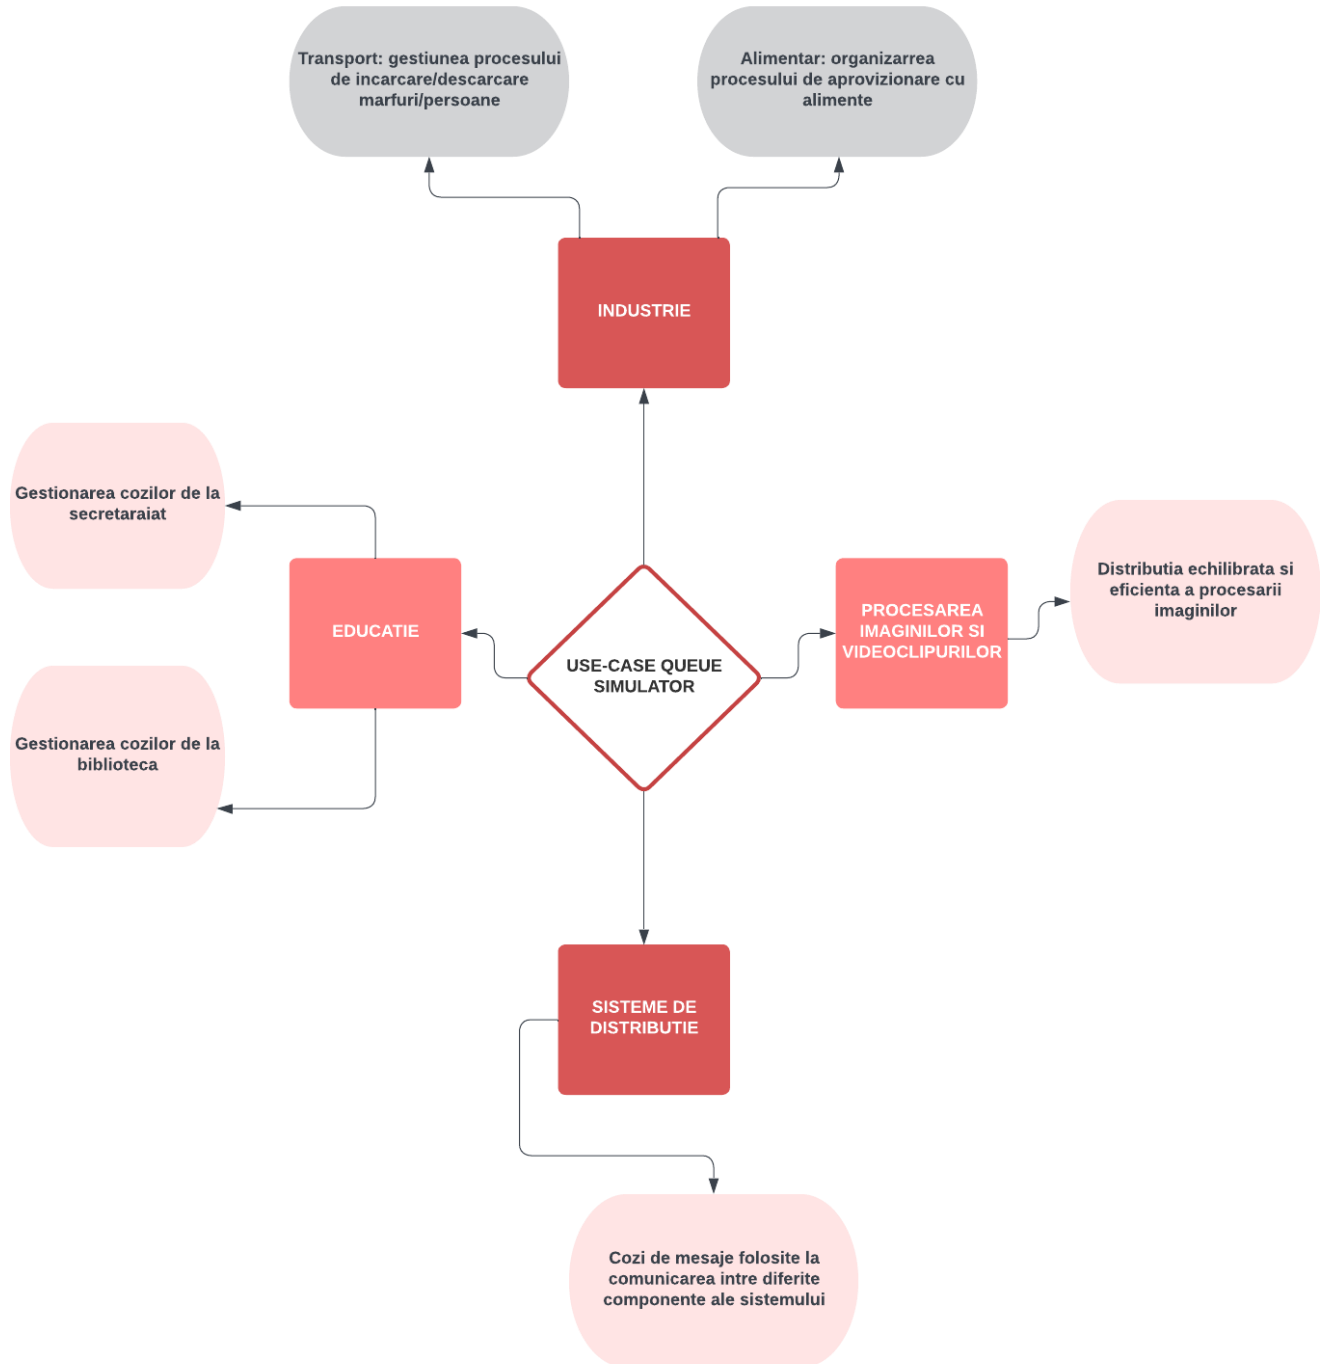 Transport: gestiunea procesului
de incarcare/descarcare
marfuri/persoane
Alimentar: organizarrea
procesului de aprovizionare cu
alimente
INDUSTRIE
Gestionarea cozilor de la
secretaraiat
EDUCATIE
Gestionarea cozilor de la
biblioteca
USE-CASE QUEUE
SIMULATOR
PROCESAREA
IMAGINILOR SI
VIDEOCLIPURILOR
Distributia echilibrata si
eficienta a procesarii
imaginilor
SISTEME DE
DISTRIBUTIE
Cozi de mesaje folosite la
comunicarea intre diferite
componente ale sistemului